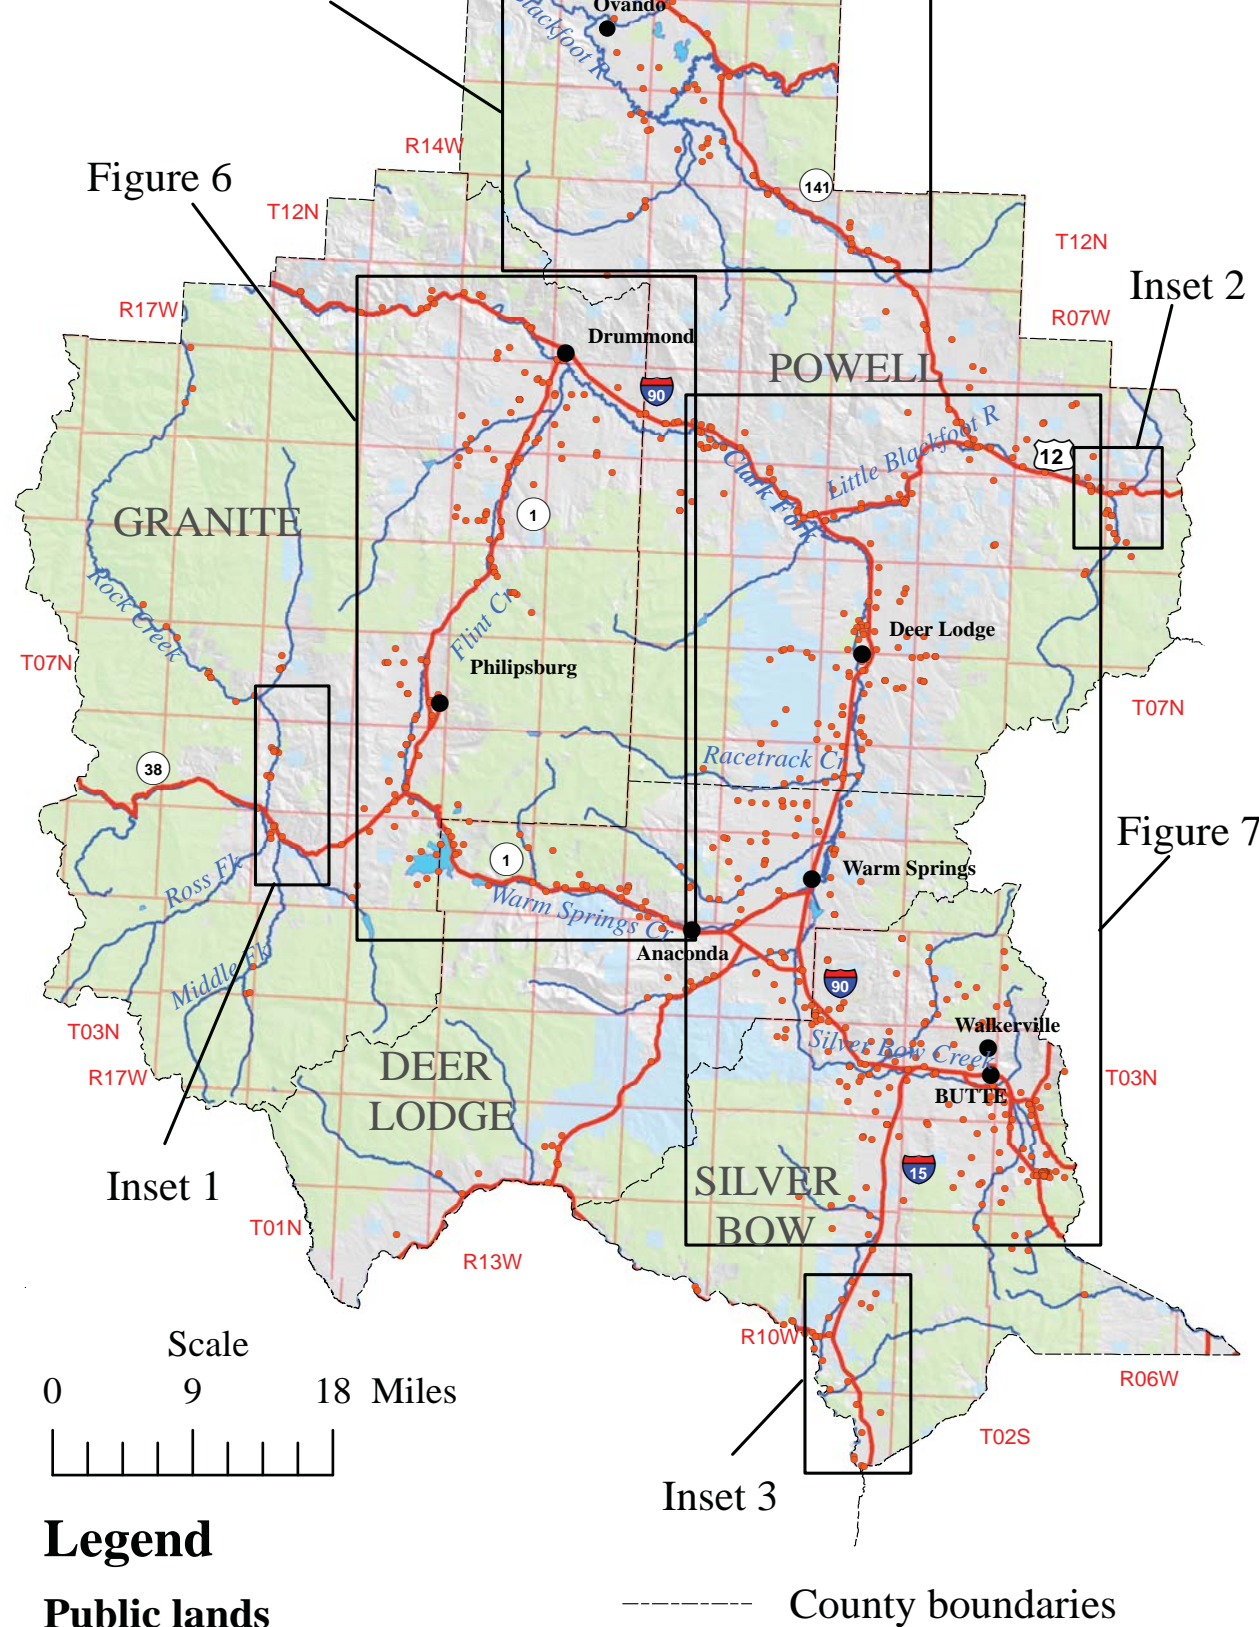 Ovando
Blackfoot R
R14W
Figure 6
141
T12N
T12N
Inset 2
R17W
R07W
Drummond
POWELL
90
Little Blackfoot R
12
Clark Fork
GRANITE
1
Rock Creek
Flint Cr
Deer Lodge
T07N
Philipsburg
T07N
Racetrack Cr
38
Figure 7
1
Ross Fk
Warm Springs
Warm Springs Cr
Anaconda
Middle Fk
90
Walkerville
T03N
Silver Bow Creek
DEER
LODGE
R17W
T03N
BUTTE
15
Inset 1
SILVER
BOW
T01N
R13W
Scale
R10W
0 9 18 Miles
R06W
T02S
Inset 3
Legend
Public lands
County boundaries